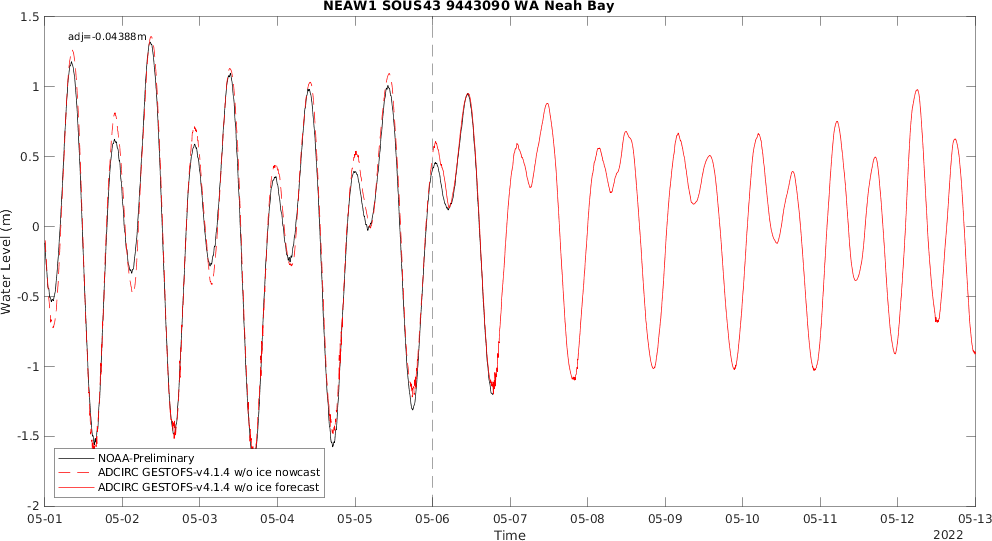 NEAW1 SOUS43 9443090 WA Neah Bay
adj=-0.04388m
1.5
1
0.5
0
-0.5
-1
-1.5
-2
Water Level (m)
NOAA-Preliminary
ADCIRC GESTOFS-v4.1.4 w/o ice nowcast
ADCIRC GESTOFS-v4.1.4 w/o ice forecast
05-01 05-02 05-03 05-04 05-05 05-06 05-07 05-08 05-09 05-10 05-11 05-12 05-13
Time
2022